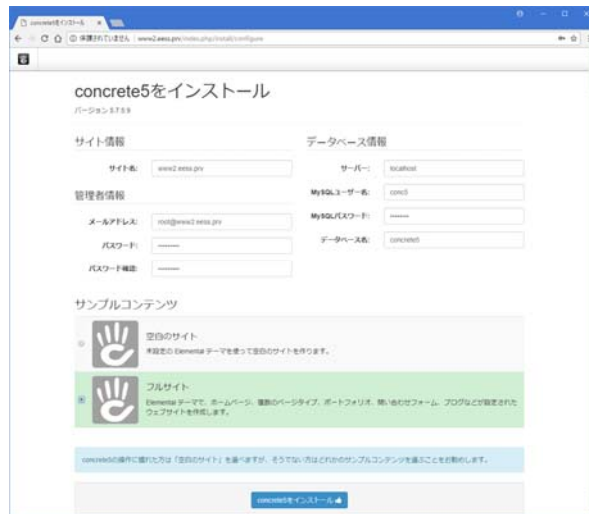 concrete5をインストール
保護されていません | www2.eess.prv/index.php/install/configure
concrete5をインストール
バージョン 5.7.5.9
サイト情報
サイト名: www2.eess.prv
管理者情報
メールアドレス: root@www2.eess.prv
パスワード:
パスワード確認:
データベース情報
サーバー: localhost
MySQLユーザー名: conc5
MySQLパスワード:
データベース名: concrete5
サンプルコンテンツ
空白のサイト
未設定の Elemental テーマを使って空白のサイトを作ります。
フルサイト
Elemental テーマで、ホームページ、複数のページタイプ、ポートフォリオ、問い合わせフォーム、ブログなどが設定された
ウェブサイトを作成します。
concrete5の操作に慣れた方は「空白のサイト」を選べますが、そうでない方はどれかのサンプルコンテンツを選ぶことをお勧めします。
concrete5をインストール